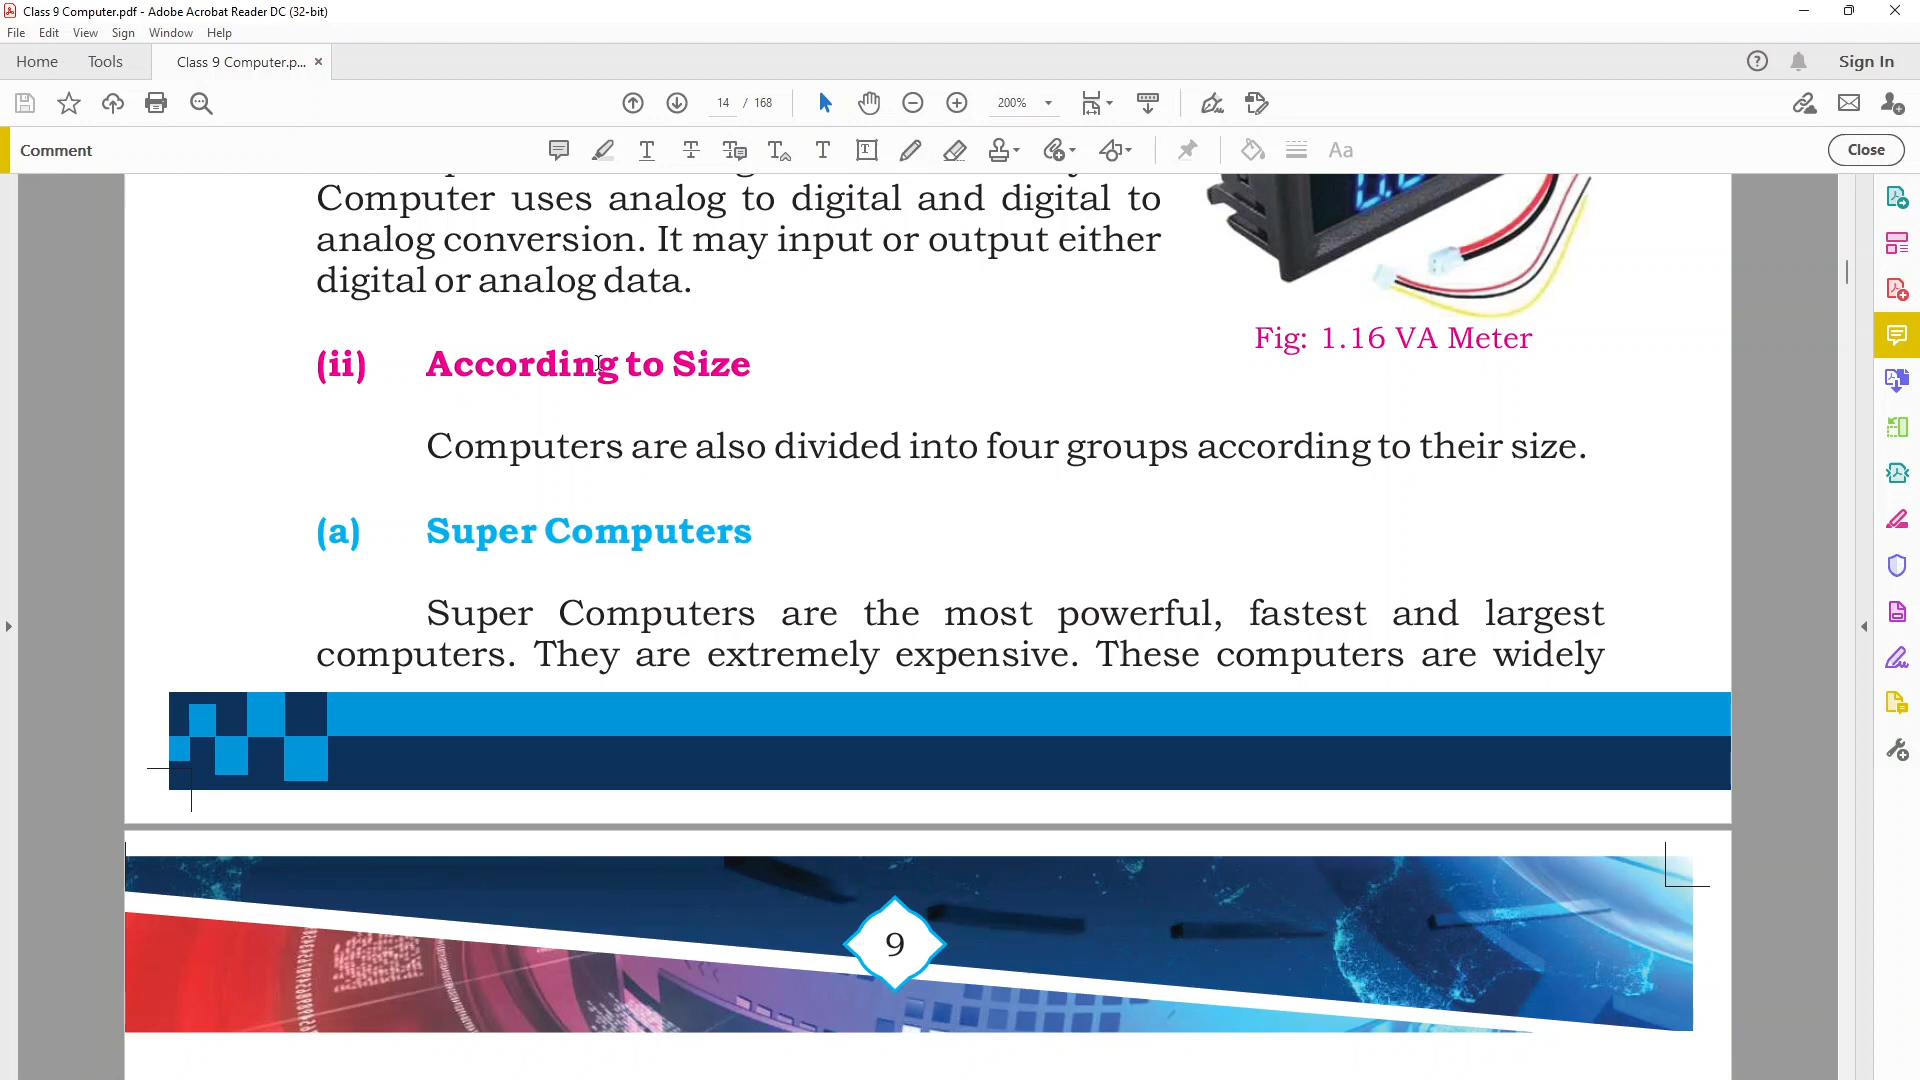 Class 9 Computer.pdf - Adobe Acrobat Reader DC (32-bit)
File Edit View Sign Window Help
Home Tools Class 9 Computer.p... × Sign In
14 / 168 200%
Comment Close
Computer uses analog to digital and digital to
analog conversion. It may input or output either
digital or analog data.
Fig: 1.16 VA Meter
(ii) According to Size
Computers are also divided into four groups according to their size.
(a) Super Computers
Super Computers are the most powerful, fastest and largest
computers. They are extremely expensive. These computers are widely
9